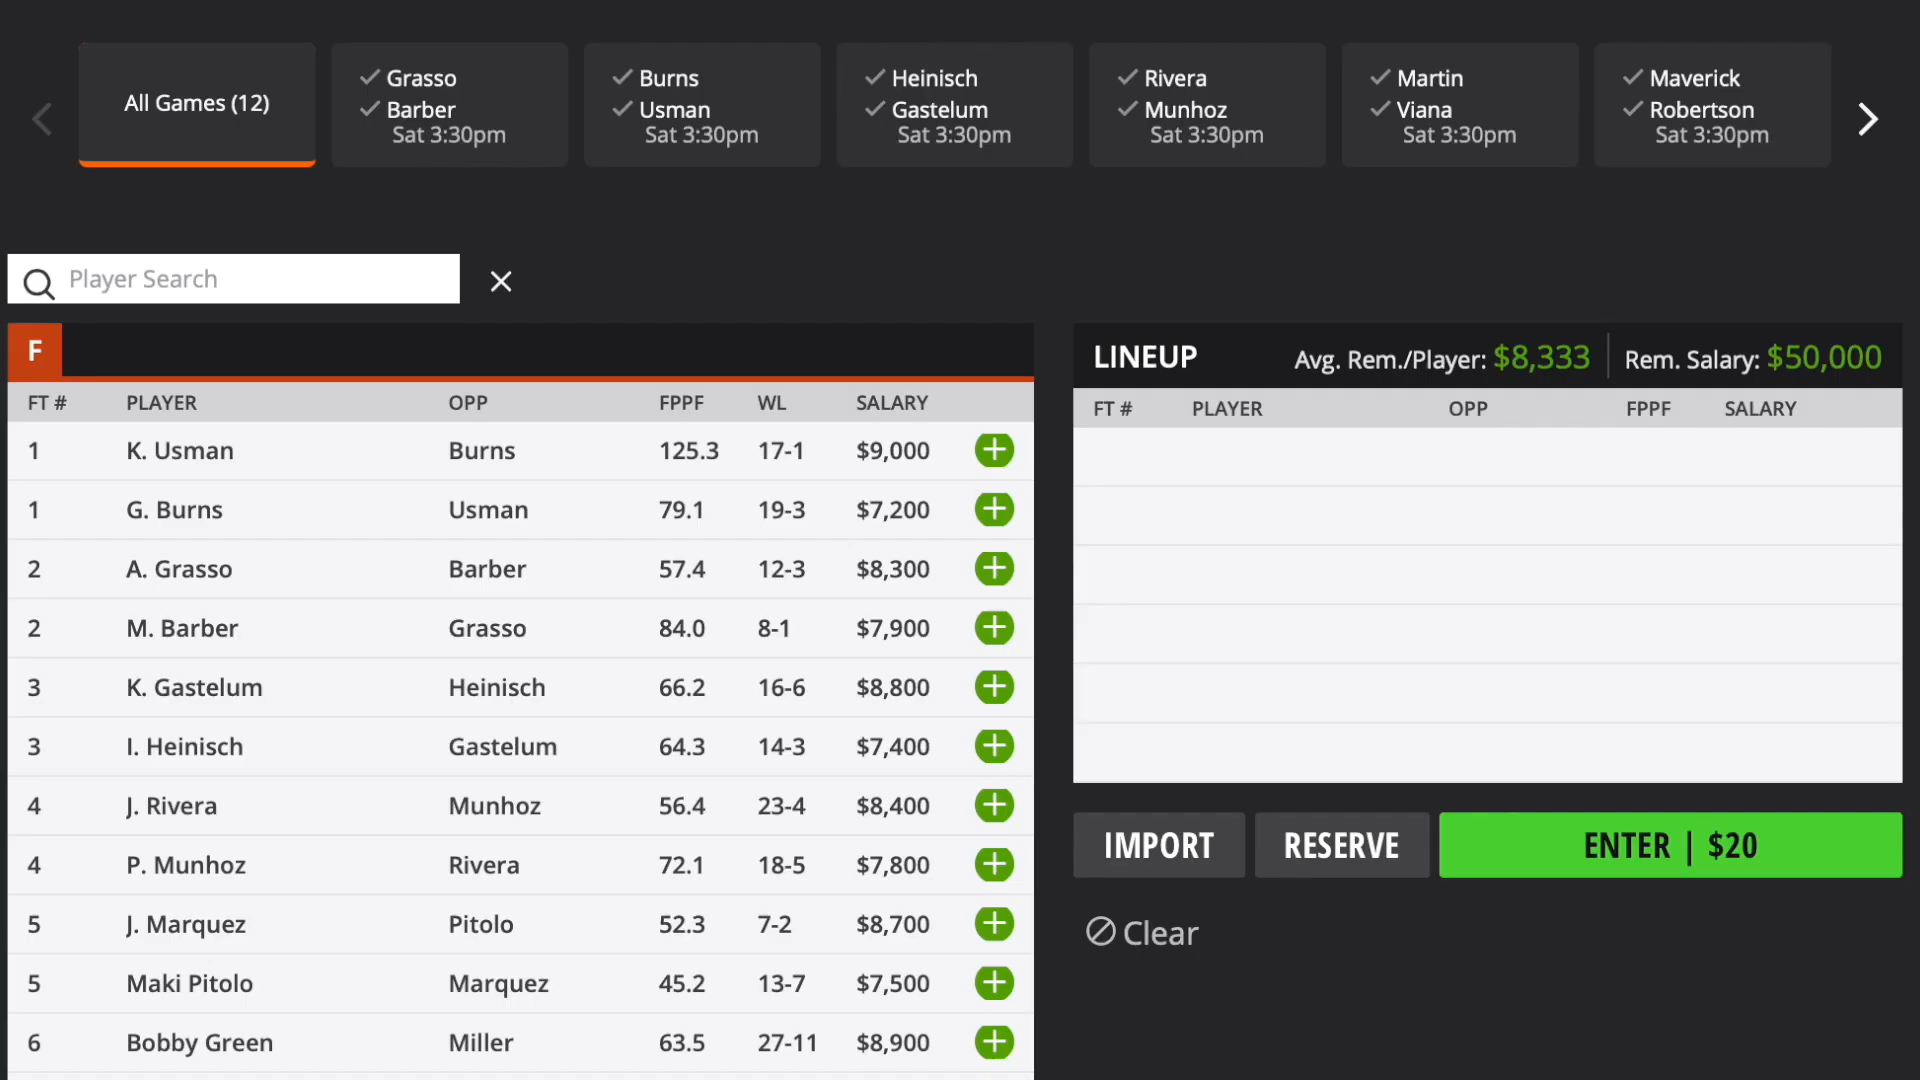 All Games (12)
Grasso
Barber
Sat 3:30pm
Burns
Usman
Sat 3:30pm
Heinisch
Gastelum
Sat 3:30pm
Rivera
Munhoz
Sat 3:30pm
Martin
Viana
Sat 3:30pm
Maverick
Robertson
Sat 3:30pm
Player Search
F
FT # PLAYER OPP FPPF WL SALARY
1 K. Usman Burns 125.3 17-1 $9,000
1 G. Burns Usman 79.1 19-3 $7,200
2 A. Grasso Barber 57.4 12-3 $8,300
2 M. Barber Grasso 84.0 8-1 $7,900
3 K. Gastelum Heinisch 66.2 16-6 $8,800
3 I. Heinisch Gastelum 64.3 14-3 $7,400
4 J. Rivera Munhoz 56.4 23-4 $8,400
4 P. Munhoz Rivera 72.1 18-5 $7,800
5 J. Marquez Pitolo 52.3 7-2 $8,700
5 Maki Pitolo Marquez 45.2 13-7 $7,500
6 Bobby Green Miller 63.5 27-11 $8,900
LINEUP Avg. Rem./Player: $8,333 Rem. Salary: $50,000
FT # PLAYER OPP FPPF SALARY
IMPORT RESERVE ENTER | $20
Clear